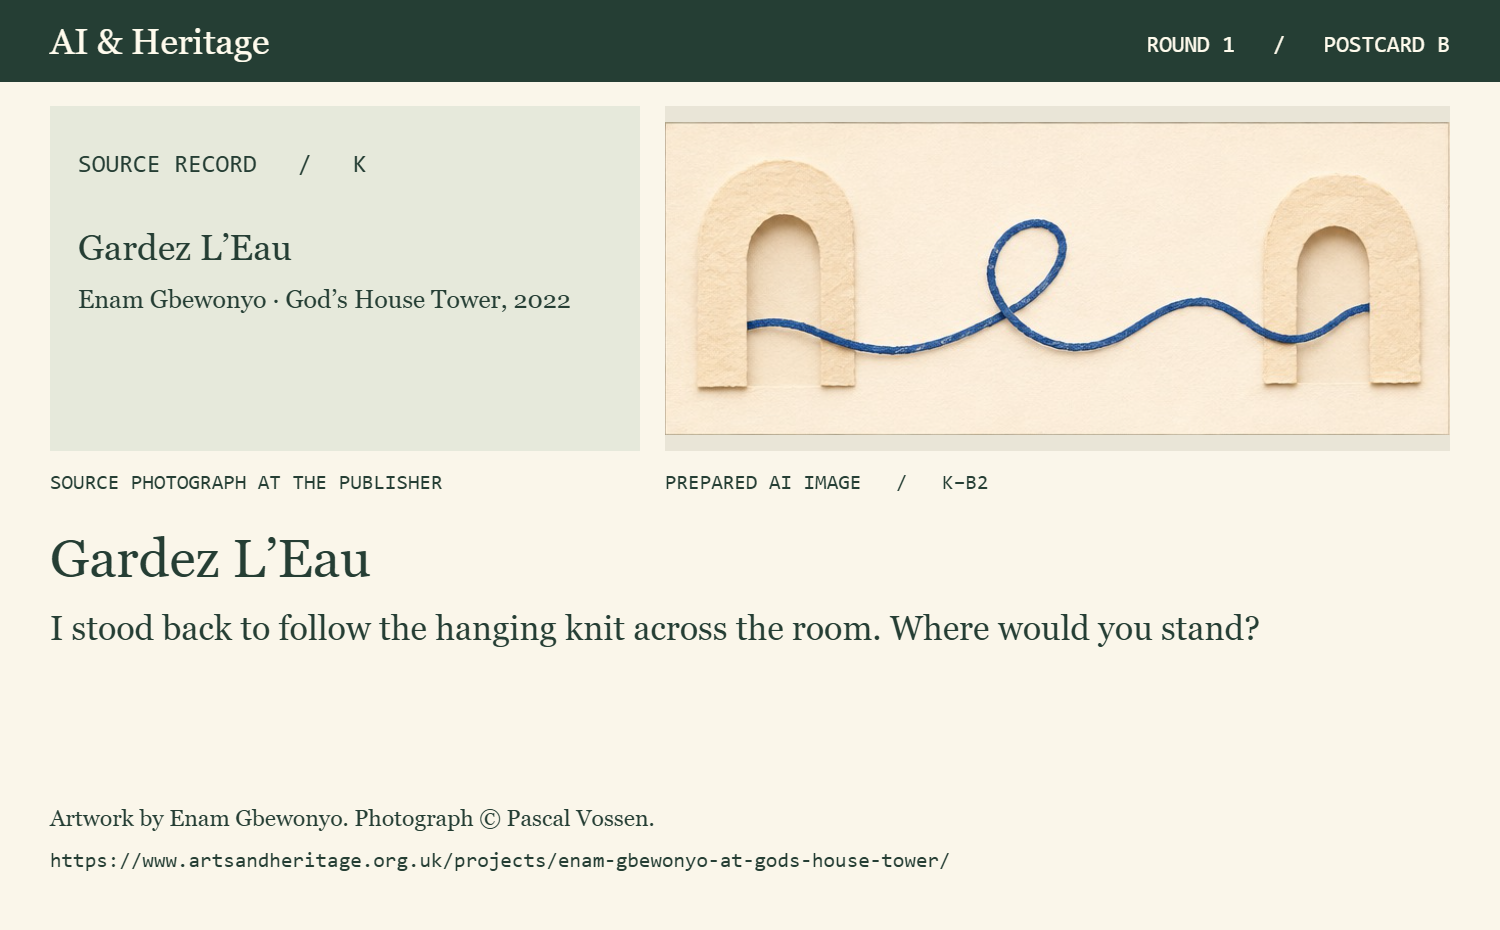 AI & Heritage
ROUND 1 / POSTCARD B
SOURCE RECORD / K
Gardez L’Eau
Enam Gbewonyo · God’s House Tower, 2022
SOURCE PHOTOGRAPH AT THE PUBLISHER
PREPARED AI IMAGE / K–B2
Gardez L’Eau
I stood back to follow the hanging knit across the room. Where would you stand?
Artwork by Enam Gbewonyo. Photograph © Pascal Vossen.
https://www.artsandheritage.org.uk/projects/enam-gbewonyo-at-gods-house-tower/